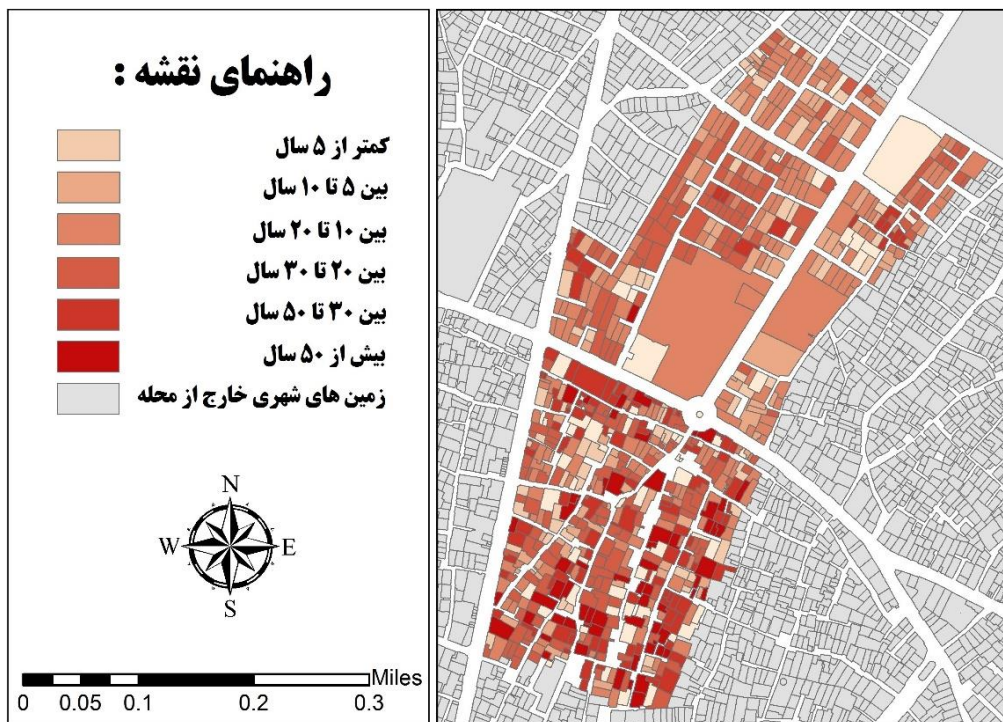 راهنمای نقشه :
کمتر از ۵ سال
بین ۵ تا ۱۰ سال
بین ۱۰ تا ۲۰ سال
بین ۲۰ تا ۳۰ سال
بین ۳۰ تا ۵۰ سال
بیش از ۵۰ سال
زمین های شهری خارج از محله
N
W E
S
Miles
0 0.05 0.1 0.2 0.3